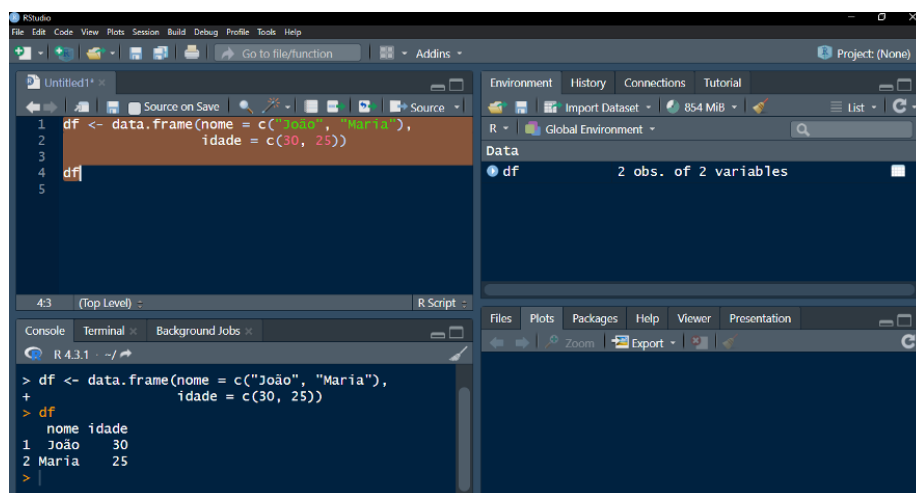 RStudio
File Edit Code View Plots Session Build Debug Profile Tools Help
Go to file/function Addins Project: (None)
Untitled1*
Source on Save Source
1 df <- data.frame(nome = c("João", "Maria"),
2 idade = c(30, 25))
3
4 df
5
4:3 (Top Level) R Script
Console Terminal Background Jobs
R 4.3.1 · ~/
> df <- data.frame(nome = c("João", "Maria"),
+ idade = c(30, 25))
> df
nome idade
1 João 30
2 Maria 25
>
Environment History Connections Tutorial
Import Dataset 854 MiB List
R Global Environment
Data
df 2 obs. of 2 variables
Files Plots Packages Help Viewer Presentation
Zoom Export